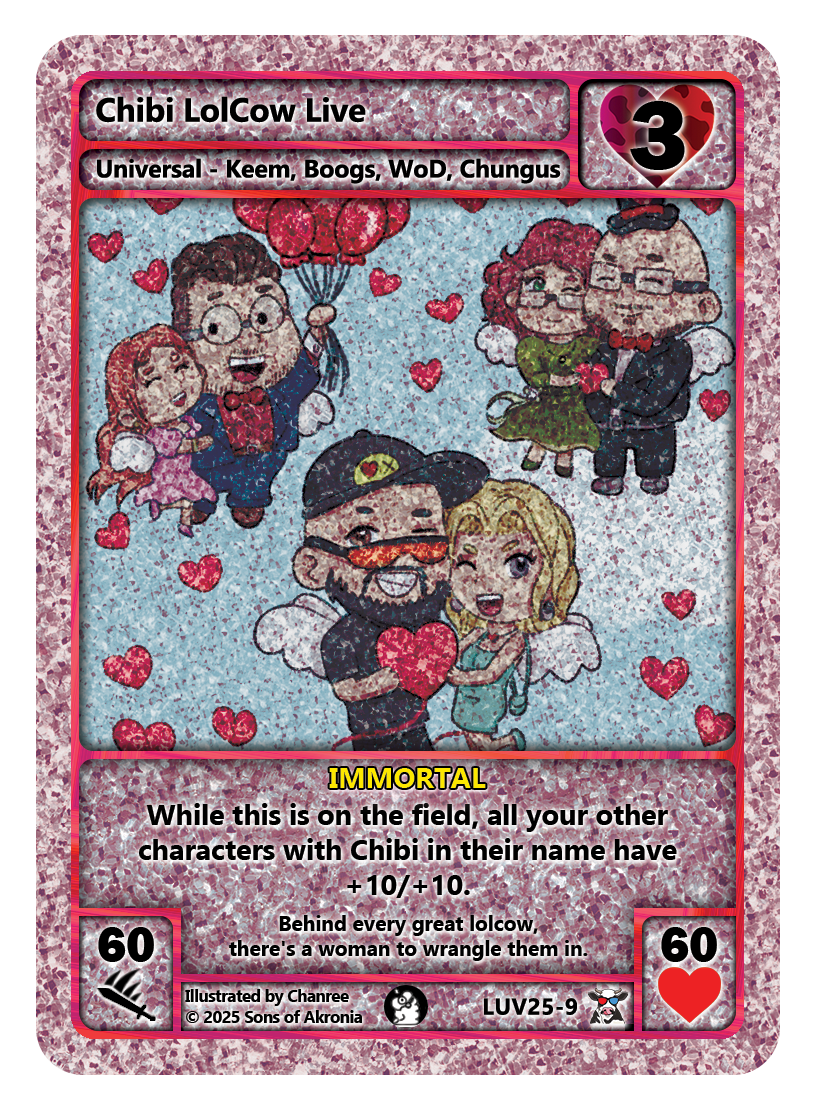 Chibi LolCow Live
3
Universal - Keem, Boogs, WoD, Chungus
IMMORTAL
While this is on the field, all your other
characters with Chibi in their name have
+10/+10.
Behind every great lolcow,
there's a woman to wrangle them in.
60
60
Illustrated by Chanree
© 2025 Sons of Akronia
LUV25-9